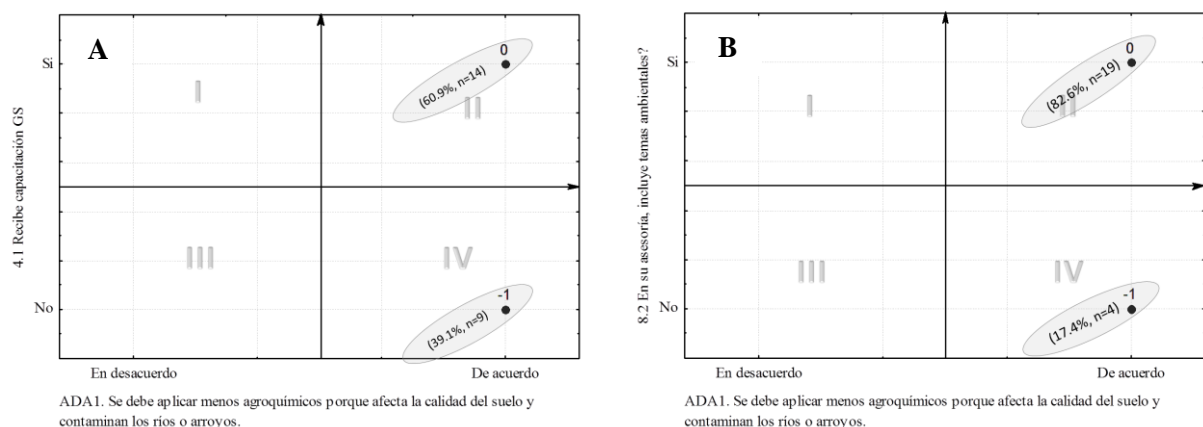 A
4.1 Recibe capacitación GS
Si
No
I
II
III
IV
0
(60.9%, n=14)
-1
(39.1%, n=9)
En desacuerdo
De acuerdo
ADA1. Se debe aplicar menos agroquímicos porque afecta la calidad del suelo y
contaminan los ríos o arroyos.
B
8.2 En su asesoría, incluye temas ambientales?
Si
No
I
II
III
IV
0
(82.6%, n=19)
-1
(17.4%, n=4)
En desacuerdo
De acuerdo
ADA1. Se debe aplicar menos agroquímicos porque afecta la calidad del suelo y
contaminan los ríos o arroyos.